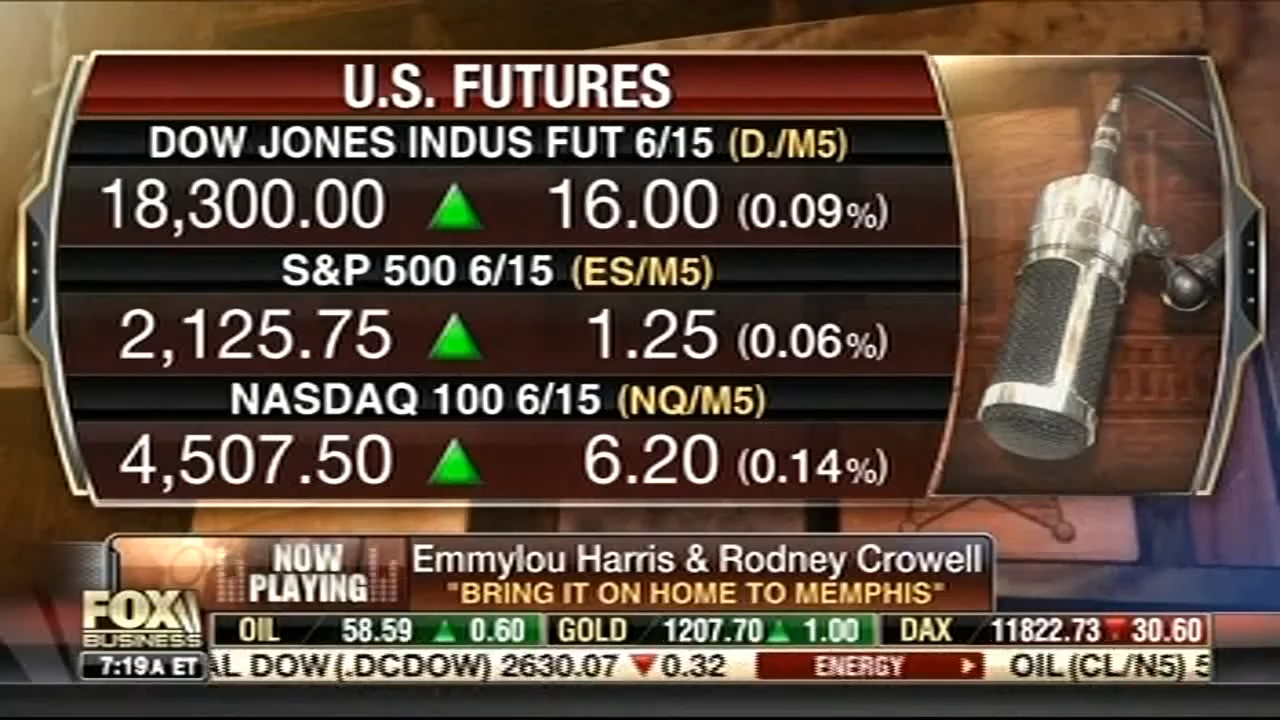 U.S. FUTURES
DOW JONES INDUS FUT 6/15 (D./M5)
18,300.00 ▲ 16.00 (0.09%)
S&P 500 6/15 (ES/M5)
2,125.75 ▲ 1.25 (0.06%)
NASDAQ 100 6/15 (NQ/M5)
4,507.50 ▲ 6.20 (0.14%)
NOW PLAYING
Emmylou Harris & Rodney Crowell
"BRING IT ON HOME TO MEMPHIS"
FOX BUSINESS
OIL 58.59 ▲ 0.60 GOLD 1207.70 ▲ 1.00 DAX 11822.73 ▼ 30.60
7:19A ET
AL DOW (.DCDOW) 2630.07 ▼ 0.32 ENERGY OIL (CL/N5)